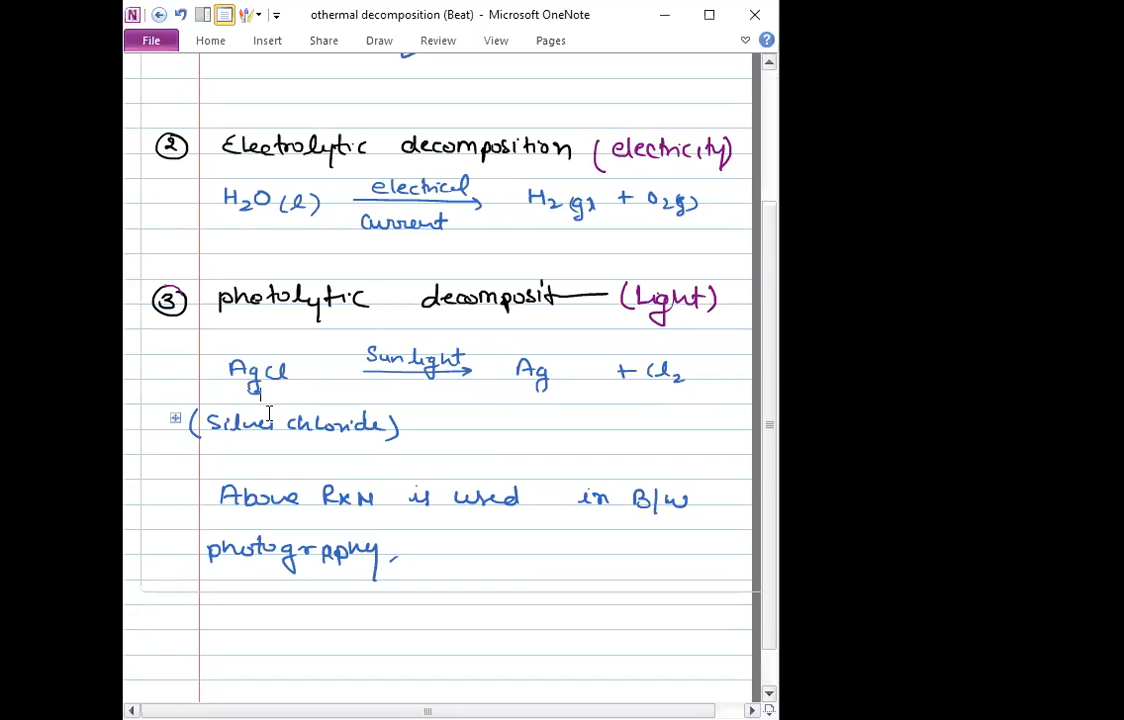 othermal decomposition (Beat) - Microsoft OneNote
File Home Insert Share Draw Review View Pages
② Electrolytic decomposition (electricity)
H2O(l) electrical current H2(g) + O2(g)
③ photolytic decomposit (Light)
AgCl Sunlight Ag + Cl2
(Silver chloride)
Above RXN is used in B/W
photography.